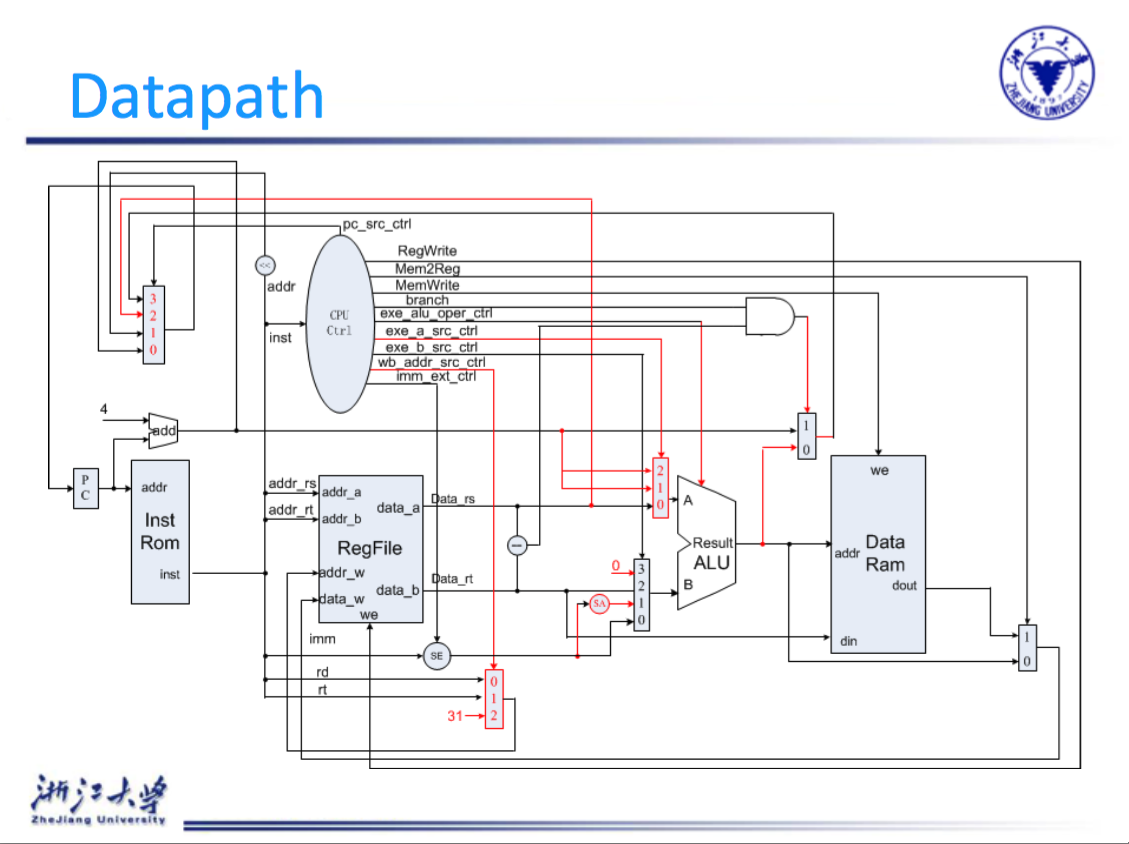 Datapath
浙江大学
ZHEJIANG UNIVERSITY
1897
pc_src_ctrl
RegWrite
Mem2Reg
MemWrite
branch
exe_alu_oper_ctrl
exe_a_src_ctrl
exe_b_src_ctrl
wb_addr_src_ctrl
imm_ext_ctrl
<<
addr
inst
CPU
Ctrl
3
2
1
0
4
add
P
C
addr
Inst
Rom
inst
addr_rs
addr_rt
addr_a
addr_b
RegFile
addr_w
data_w
we
data_a
data_b
Data_rs
Data_rt
—
imm
SE
rd
rt
31
0
1
2
2
1
0
0
SA
3
2
1
0
A
B
Result
ALU
1
0
we
addr
Data
Ram
dout
din
1
0
浙江大学
ZheJiang University